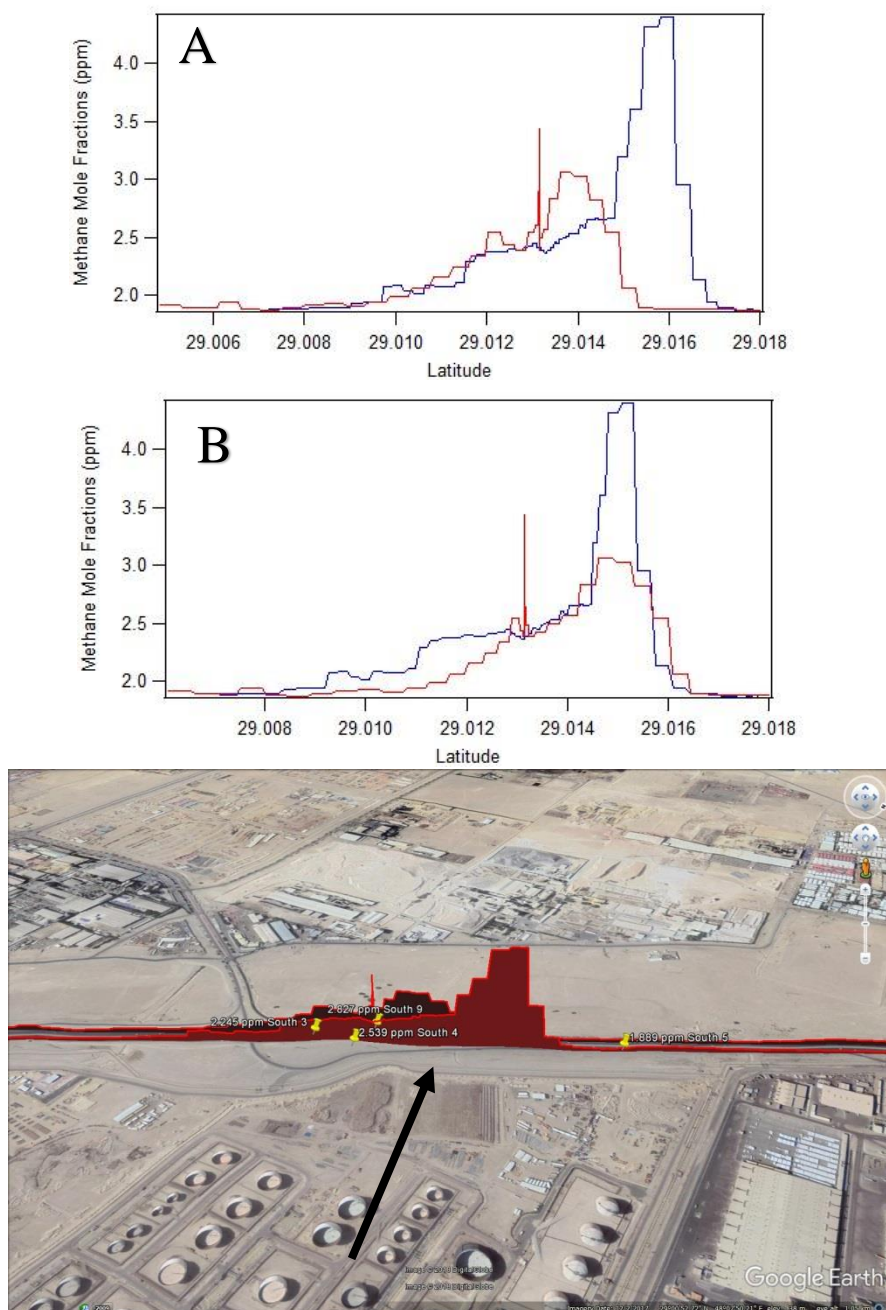 A
Methane Mole Fractions (ppm)
4.0
3.5
3.0
2.5
2.0
29.006 29.008 29.010 29.012 29.014 29.016 29.018
Latitude
B
Methane Mole Fractions (ppm)
4.0
3.5
3.0
2.5
2.0
29.008 29.010 29.012 29.014 29.016 29.018
Latitude
2.827 ppm South 9
2.245 ppm South 3
2.539 ppm South 4
1.889 ppm South 5
Google Earth